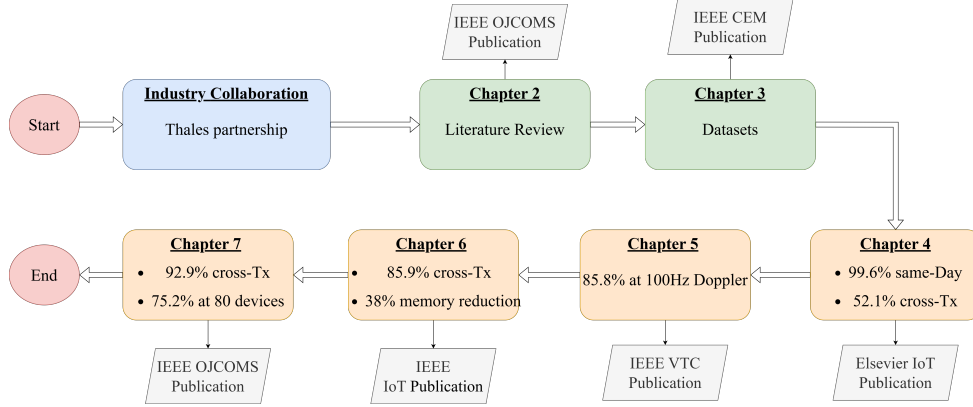 IEEE OJCOMS
Publication
IEEE CEM
Publication
Start
Industry Collaboration
Thales partnership
Chapter 2
Literature Review
Chapter 3
Datasets
Chapter 4
• 99.6% same-Day
• 52.1% cross-Tx
Elsevier IoT
Publication
Chapter 5
85.8% at 100Hz Doppler
IEEE VTC
Publication
Chapter 6
• 85.9% cross-Tx
• 38% memory reduction
IEEE
IoT Publication
Chapter 7
• 92.9% cross-Tx
• 75.2% at 80 devices
IEEE OJCOMS
Publication
End